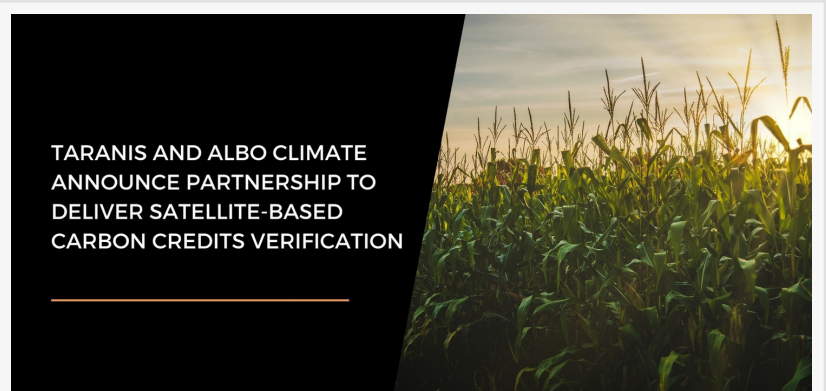 TARANIS AND ALBO CLIMATE
ANNOUNCE PARTNERSHIP TO
DELIVER SATELLITE-BASED
CARBON CREDITS VERIFICATION